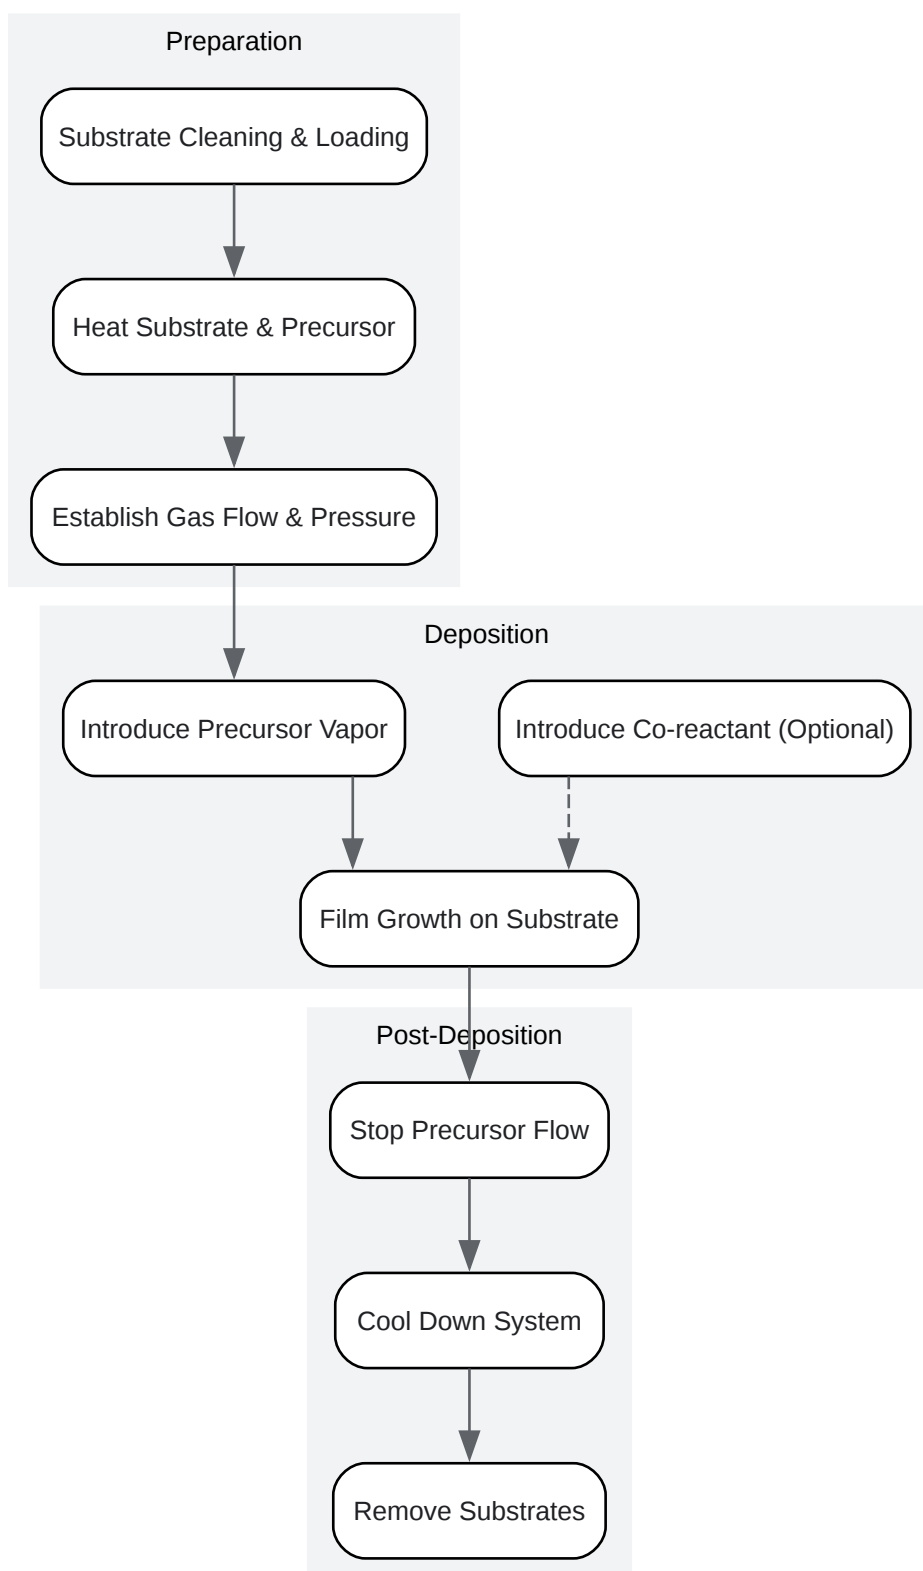 Preparation
Substrate Cleaning & Loading
Heat Substrate & Precursor
Establish Gas Flow & Pressure
Deposition
Introduce Precursor Vapor
Introduce Co-reactant (Optional)
Film Growth on Substrate
Post-Deposition
Stop Precursor Flow
Cool Down System
Remove Substrates